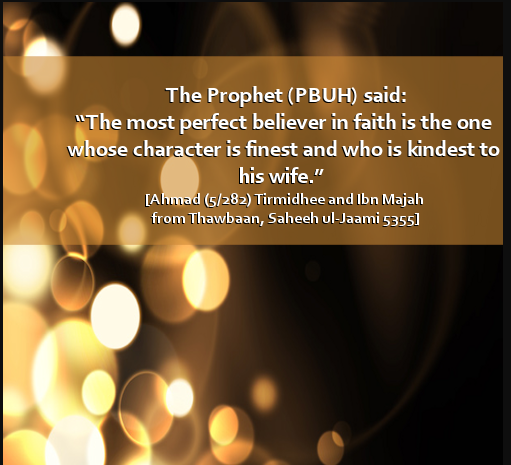 The Prophet (PBUH) said:
“The most perfect believer in faith is the one
whose character is finest and who is kindest to
his wife.”
[Ahmad (5/282) Tirmidhee and Ibn Majah
from Thawbaan, Saheeh ul-Jaami 5355]